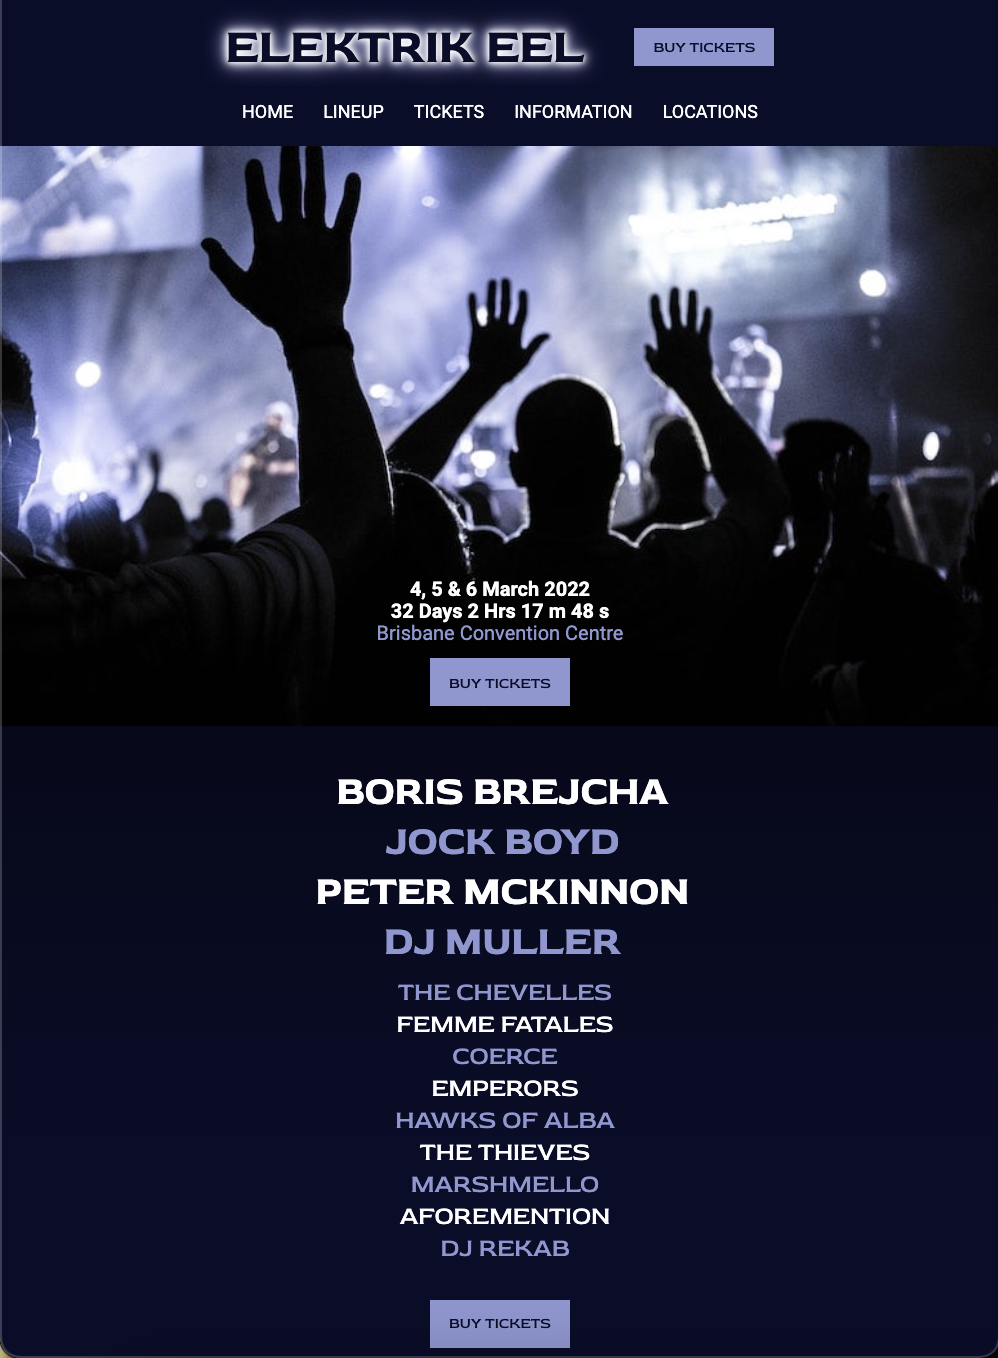 ELEKTRIK EEL
BUY TICKETS
HOME LINEUP TICKETS INFORMATION LOCATIONS
4, 5 & 6 March 2022
32 Days 2 Hrs 17 m 48 s
Brisbane Convention Centre
BUY TICKETS
BORIS BREJCHA
JOCK BOYD
PETER MCKINNON
DJ MULLER
THE CHEVELLES
FEMME FATALES
COERCE
EMPERORS
HAWKS OF ALBA
THE THIEVES
MARSHMELLO
AFOREMENTION
DJ REKAB
BUY TICKETS